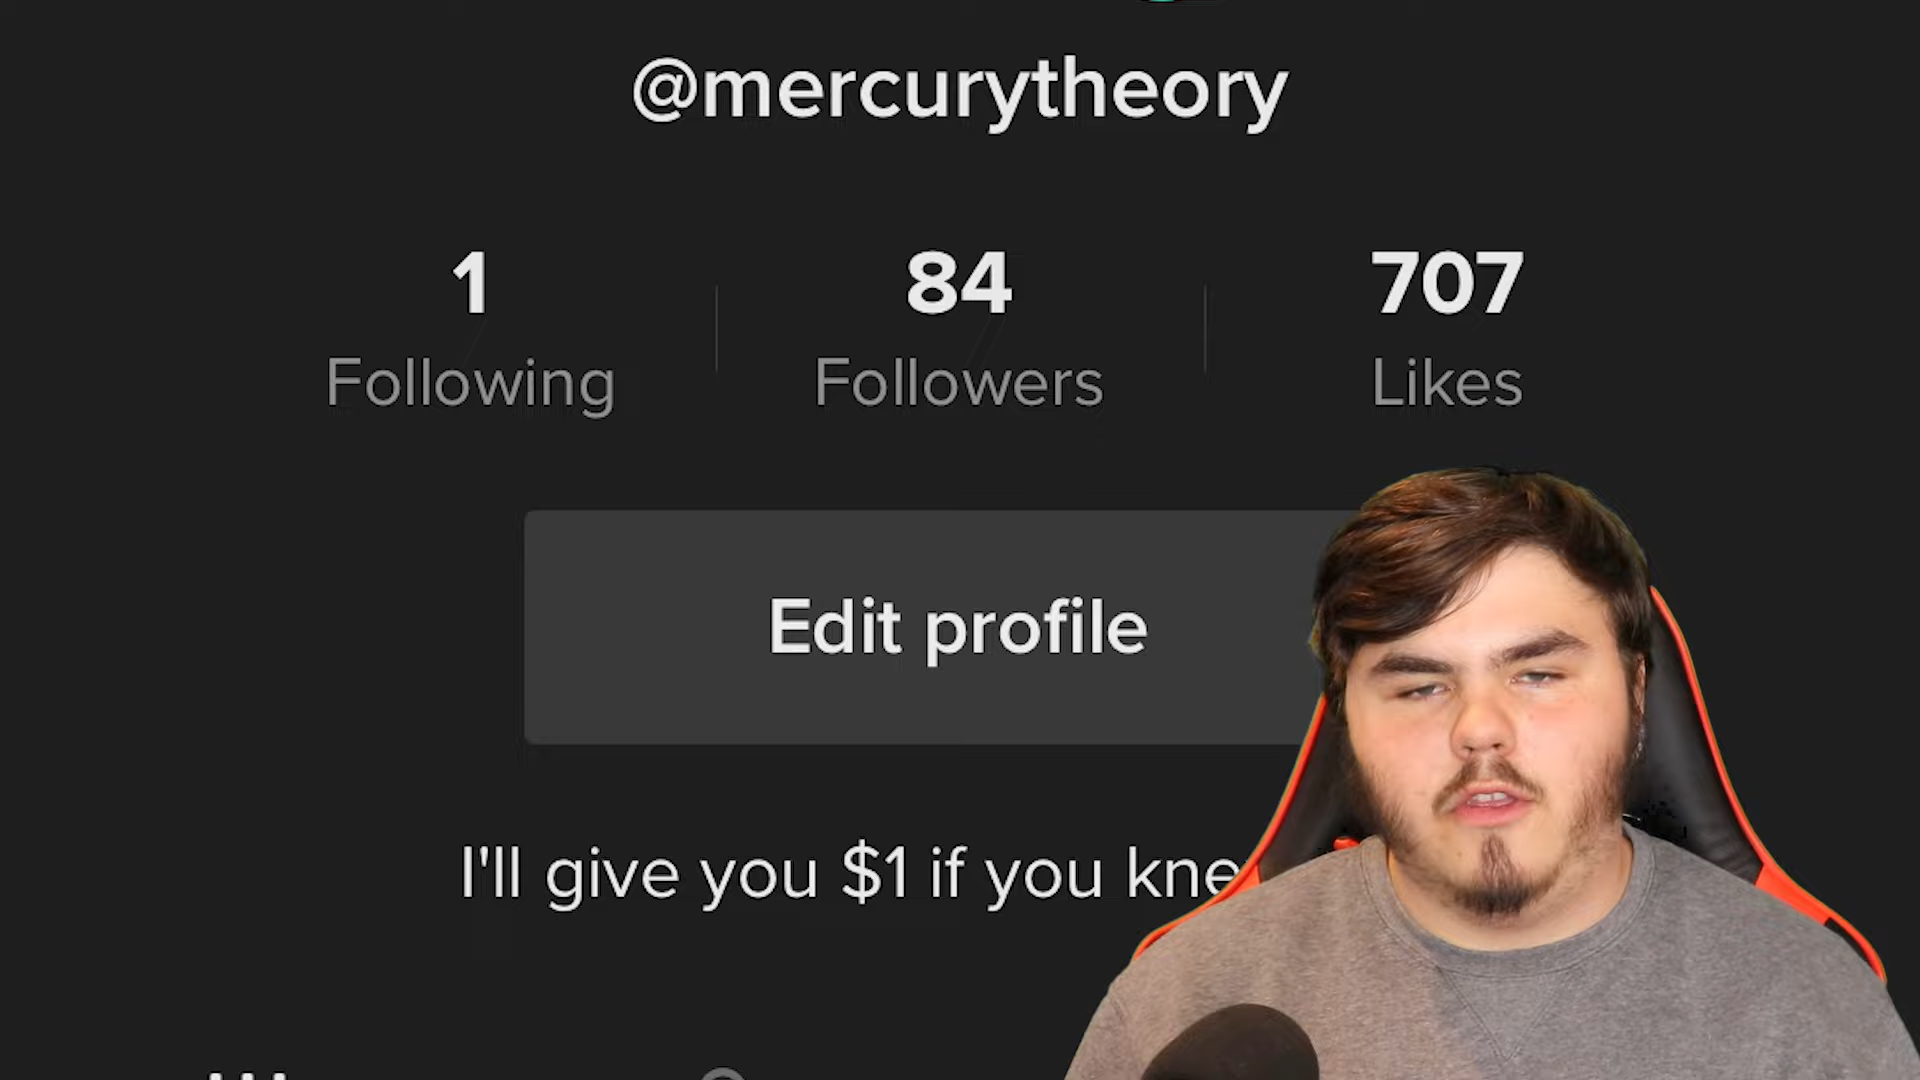 @mercurytheory
1 84 707
Following Followers Likes
Edit profile
I'll give you $1 if you kne